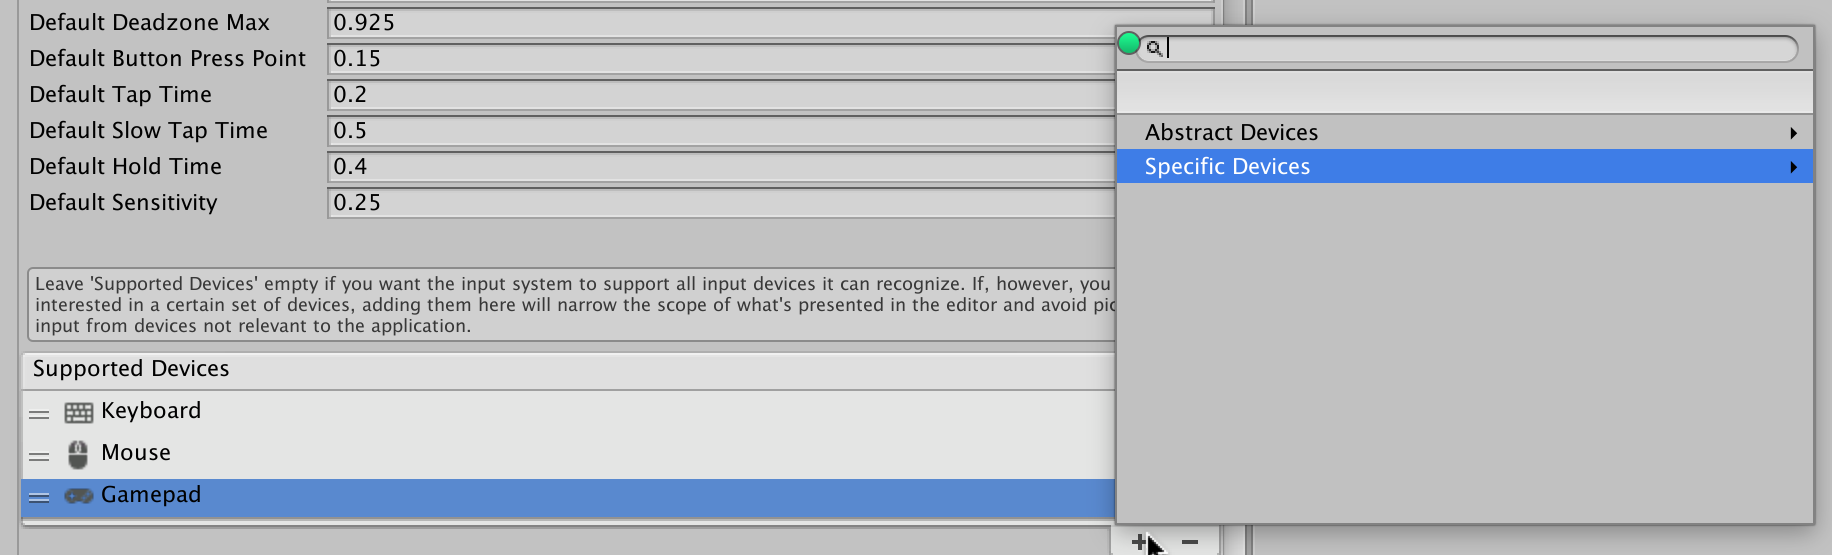 Default Deadzone Max 0.925
Default Button Press Point 0.15
Default Tap Time 0.2
Default Slow Tap Time 0.5
Default Hold Time 0.4
Default Sensitivity 0.25
Leave 'Supported Devices' empty if you want the input system to support all input devices it can recognize. If, however, you
interested in a certain set of devices, adding them here will narrow the scope of what's presented in the editor and avoid
input from devices not relevant to the application.
Supported Devices
Keyboard
Mouse
Gamepad
Abstract Devices
Specific Devices